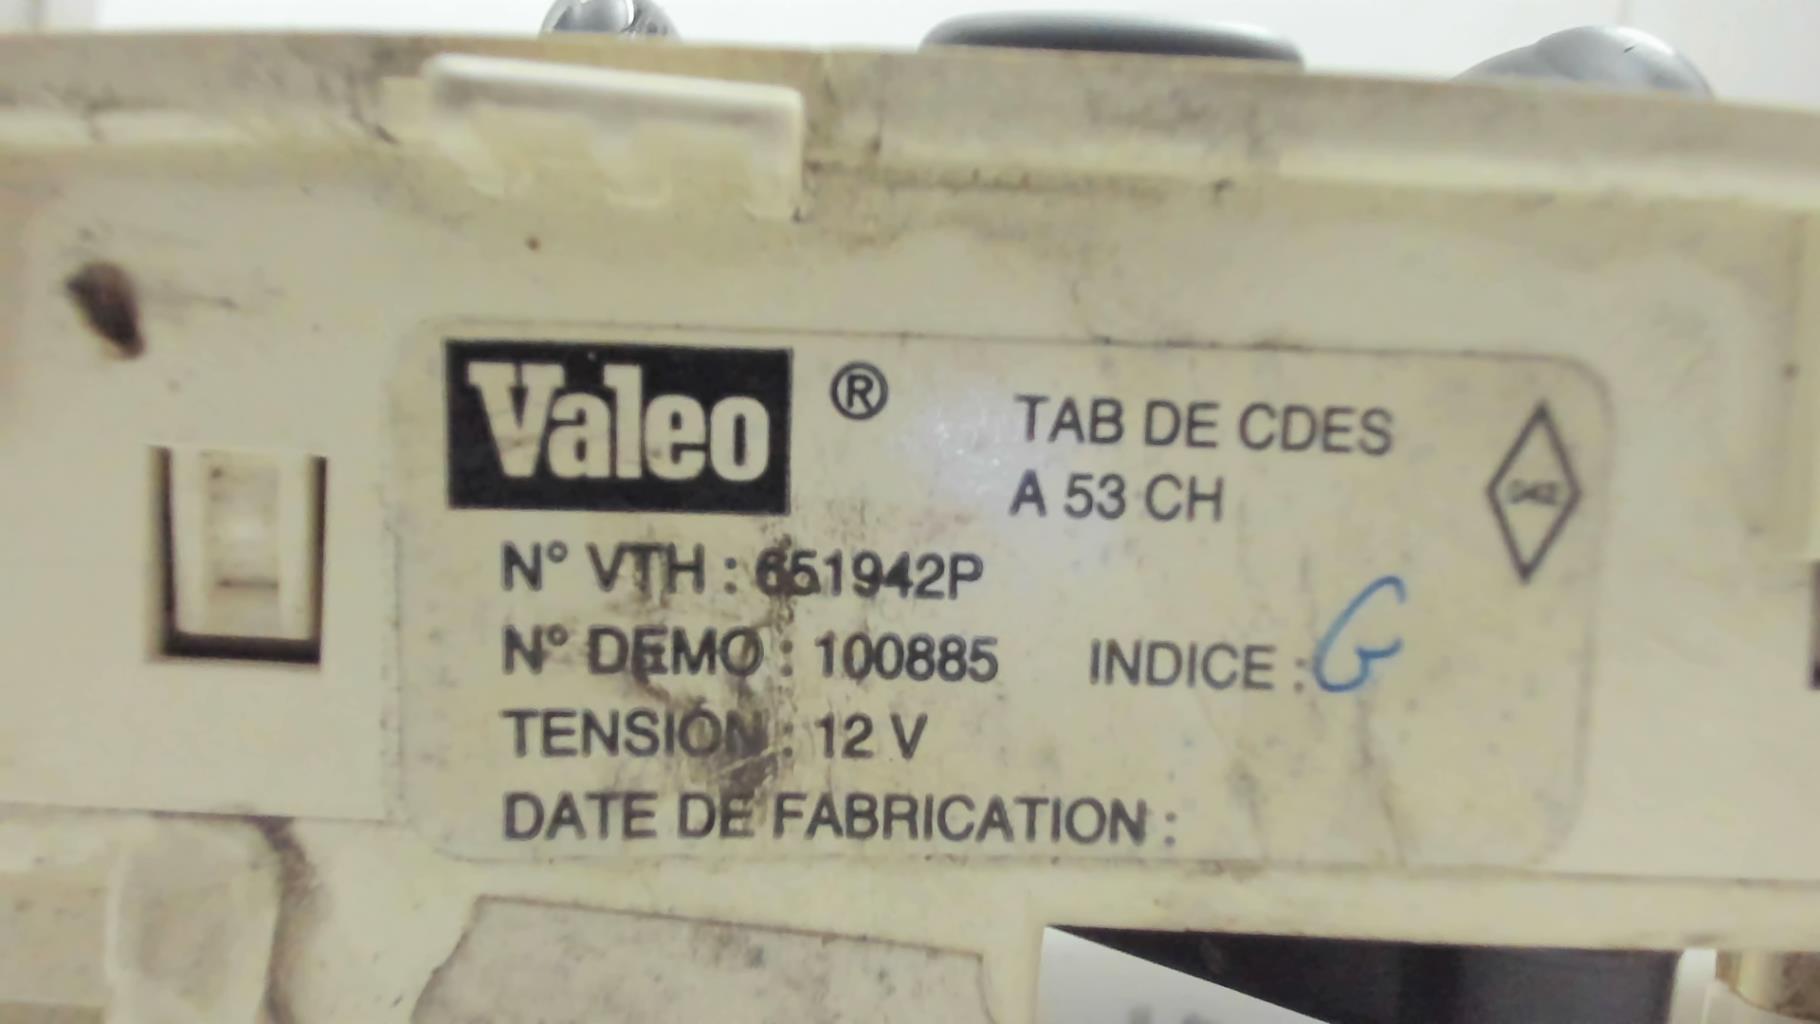 Valeo ® TAB DE CDES
A 53 CH
N° VTH : 651942P
N° DEMO : 100885 INDICE : G
TENSION : 12 V
DATE DE FABRICATION :